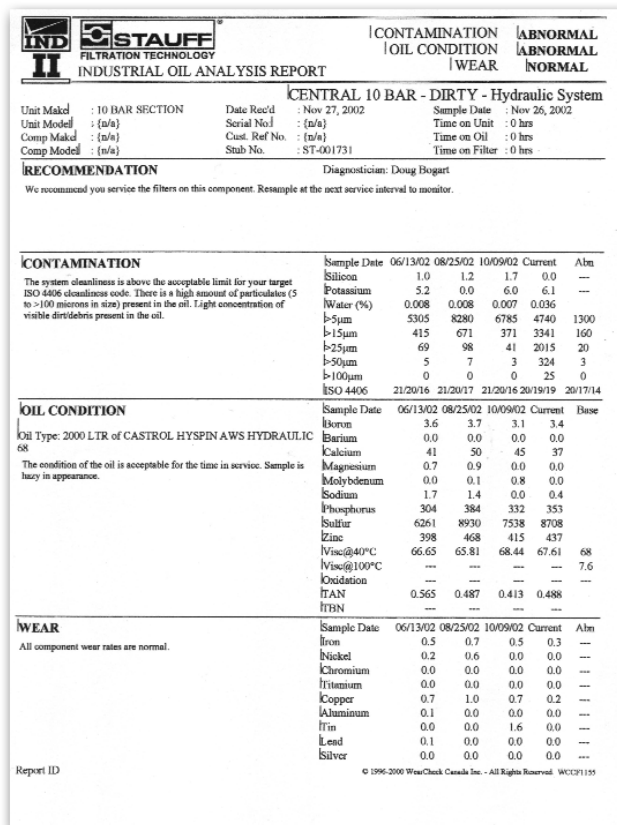 IND II
STAUFF®
FILTRATION TECHNOLOGY
INDUSTRIAL OIL ANALYSIS REPORT
CONTAMINATION ABNORMAL
OIL CONDITION ABNORMAL
WEAR NORMAL
CENTRAL 10 BAR - DIRTY - Hydraulic System
Unit Make : 10 BAR SECTION Date Rec'd : Nov 27, 2002 Sample Date : Nov 26, 2002
Unit Model : {n/a} Serial No. : {n/a} Time on Unit : 0 hrs
Comp Make : {n/a} Cust. Ref No. : {n/a} Time on Oil : 0 hrs
Comp Model : {n/a} Stub No. : ST-001731 Time on Filter : 0 hrs
RECOMMENDATION Diagnostician: Doug Bogart
We recommend you service the filters on this component. Resample at the next service interval to monitor.
CONTAMINATION
The system cleanliness is above the acceptable limit for your target
ISO 4406 cleanliness code. There is a high amount of particulates (5
to >100 microns in size) present in the oil. Light concentration of
visible dirt/debris present in the oil.
Sample Date 06/13/02 08/25/02 10/09/02 Current Abn
Silicon 1.0 1.2 1.7 0.0 ---
Potassium 5.2 0.0 6.0 6.1 ---
Water (%) 0.008 0.008 0.007 0.036
>5µm 5305 8280 6785 4740 1300
>15µm 415 671 371 3341 160
>25µm 69 98 41 2015 20
>50µm 5 7 3 324 3
>100µm 0 0 0 25 0
ISO 4406 21/20/16 21/20/17 21/20/16 20/19/19 20/17/14
OIL CONDITION
Oil Type: 2000 LTR of CASTROL HYSPIN AWS HYDRAULIC
68
The condition of the oil is acceptable for the time in service. Sample is
hazy in appearance.
Sample Date 06/13/02 08/25/02 10/09/02 Current Base
Boron 3.6 3.7 3.1 3.4
Barium 0.0 0.0 0.0 0.0
Calcium 41 50 45 37
Magnesium 0.7 0.9 0.0 0.0
Molybdenum 0.0 0.1 0.8 0.0
Sodium 1.7 1.4 0.0 0.4
Phosphorus 304 384 332 353
Sulfur 6261 8930 7538 8708
Zinc 398 468 415 437
Visc@40°C 66.65 65.81 68.44 67.61 68
Visc@100°C --- --- --- --- 7.6
Oxidation --- --- --- --- ---
TAN 0.565 0.487 0.413 0.488
TBN --- --- --- ---
WEAR
All component wear rates are normal.
Sample Date 06/13/02 08/25/02 10/09/02 Current Abn
Iron 0.5 0.7 0.5 0.3 ---
Nickel 0.2 0.6 0.0 0.0 ---
Chromium 0.0 0.0 0.0 0.0 ---
Titanium 0.0 0.0 0.0 0.0 ---
Copper 0.7 1.0 0.7 0.2 ---
Aluminum 0.1 0.0 0.0 0.0 ---
Tin 0.0 0.0 1.6 0.0 ---
Lead 0.1 0.0 0.0 0.0 ---
Silver 0.0 0.0 0.0 0.0 ---
Report ID © 1996-2000 WearCheck Canada Inc. - All Rights Reserved. WCCF1155